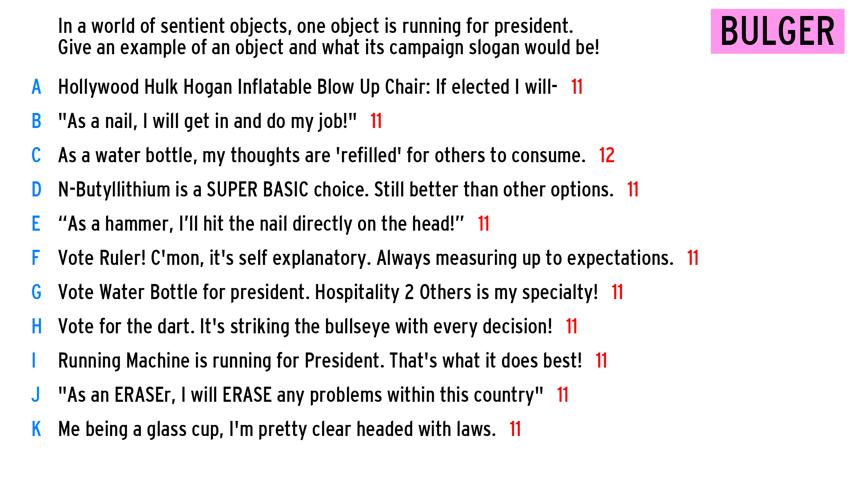 In a world of sentient objects, one object is running for president.
Give an example of an object and what its campaign slogan would be!
BULGER
A Hollywood Hulk Hogan Inflatable Blow Up Chair: If elected I will- 11
B "As a nail, I will get in and do my job!" 11
C As a water bottle, my thoughts are 'refilled' for others to consume. 12
D N-Butyllithium is a SUPER BASIC choice. Still better than other options. 11
E “As a hammer, I’ll hit the nail directly on the head!” 11
F Vote Ruler! C'mon, it's self explanatory. Always measuring up to expectations. 11
G Vote Water Bottle for president. Hospitality 2 Others is my specialty! 11
H Vote for the dart. It's striking the bullseye with every decision! 11
I Running Machine is running for President. That's what it does best! 11
J "As an ERASEr, I will ERASE any problems within this country" 11
K Me being a glass cup, I'm pretty clear headed with laws. 11